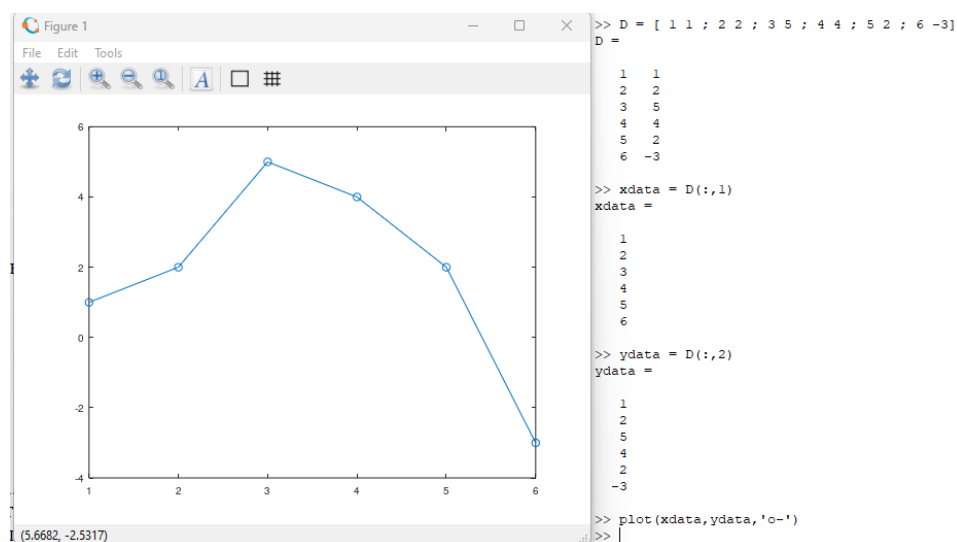 Figure 1
File Edit Tools
A
6
4
2
0
-2
-4
1 2 3 4 5 6
(5.6682, -2.5317)
>> D = [ 1 1 ; 2 2 ; 3 5 ; 4 4 ; 5 2 ; 6 -3]
D =
1 1
2 2
3 5
4 4
5 2
6 -3
>> xdata = D(:,1)
xdata =
1
2
3
4
5
6
>> ydata = D(:,2)
ydata =
1
2
5
4
2
-3
>> plot(xdata,ydata,'o-')
>>